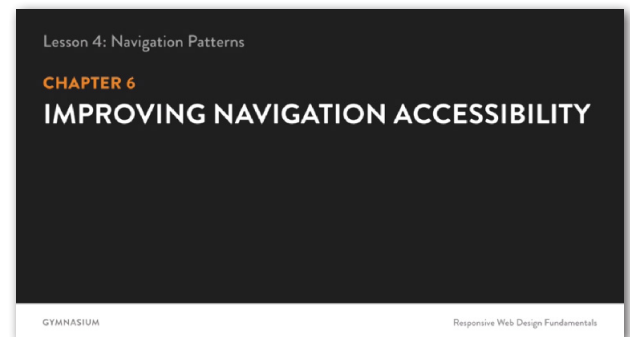 Lesson 4: Navigation Patterns
CHAPTER 6
IMPROVING NAVIGATION ACCESSIBILITY
GYMNASIUM
Responsive Web Design Fundamentals